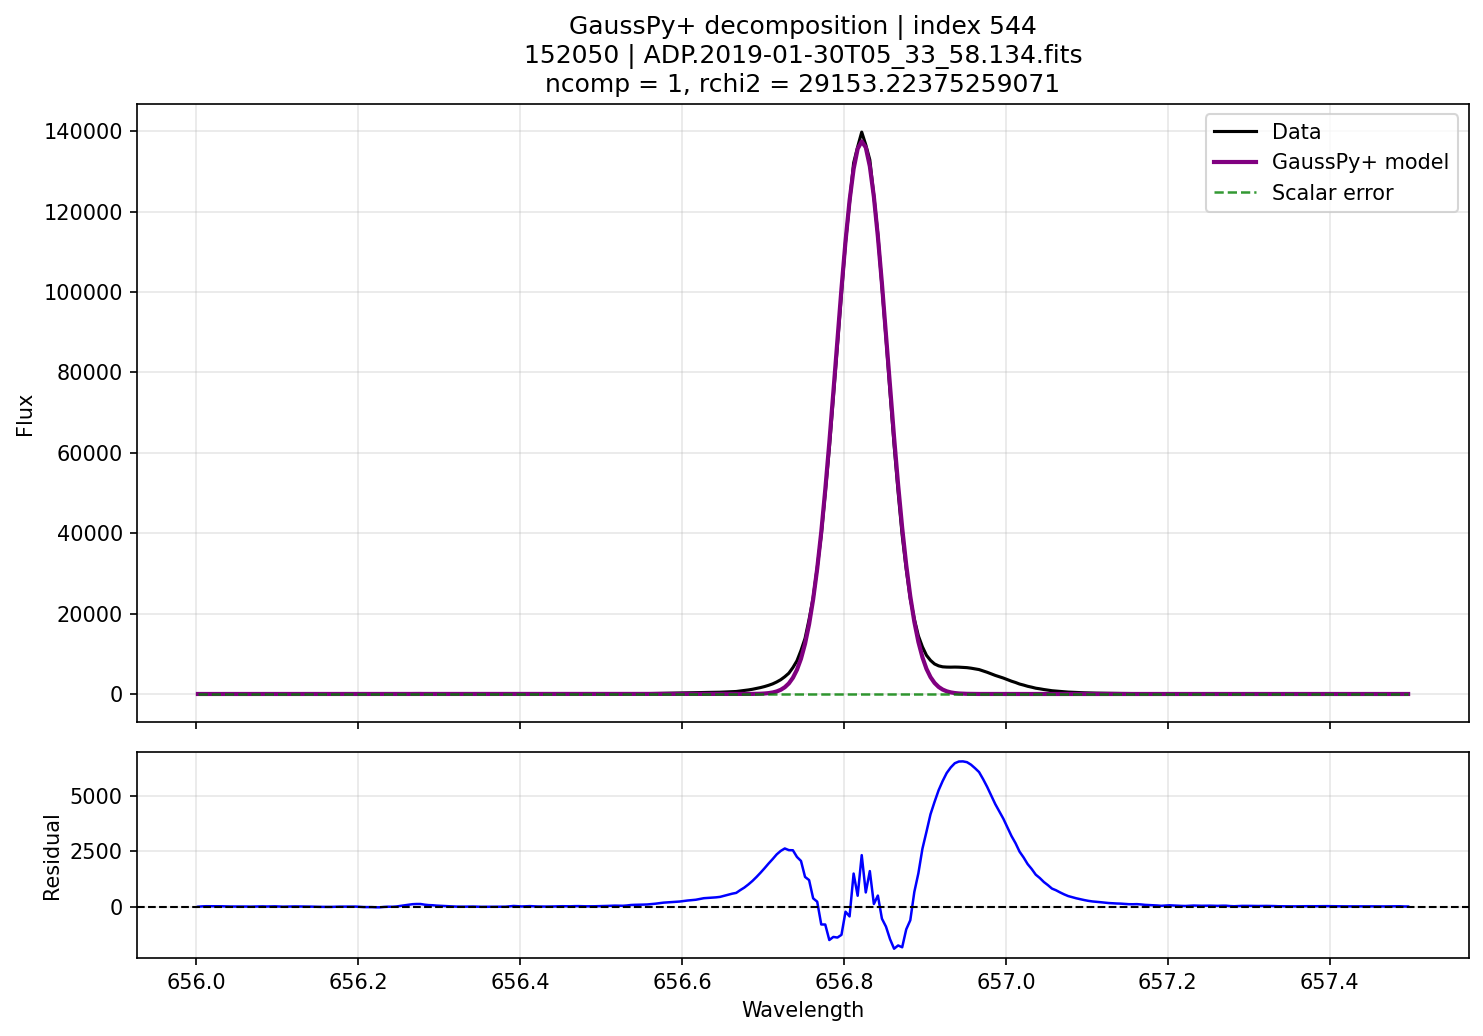 GaussPy+ decomposition | index 544
152050 | ADP.2019-01-30T05_33_58.134.fits
ncomp = 1, rchi2 = 29153.22375259071
Data
GaussPy+ model
Scalar error
140000
120000
100000
80000
60000
40000
20000
0
Flux
5000
2500
0
Residual
656.0 656.2 656.4 656.6 656.8 657.0 657.2 657.4
Wavelength